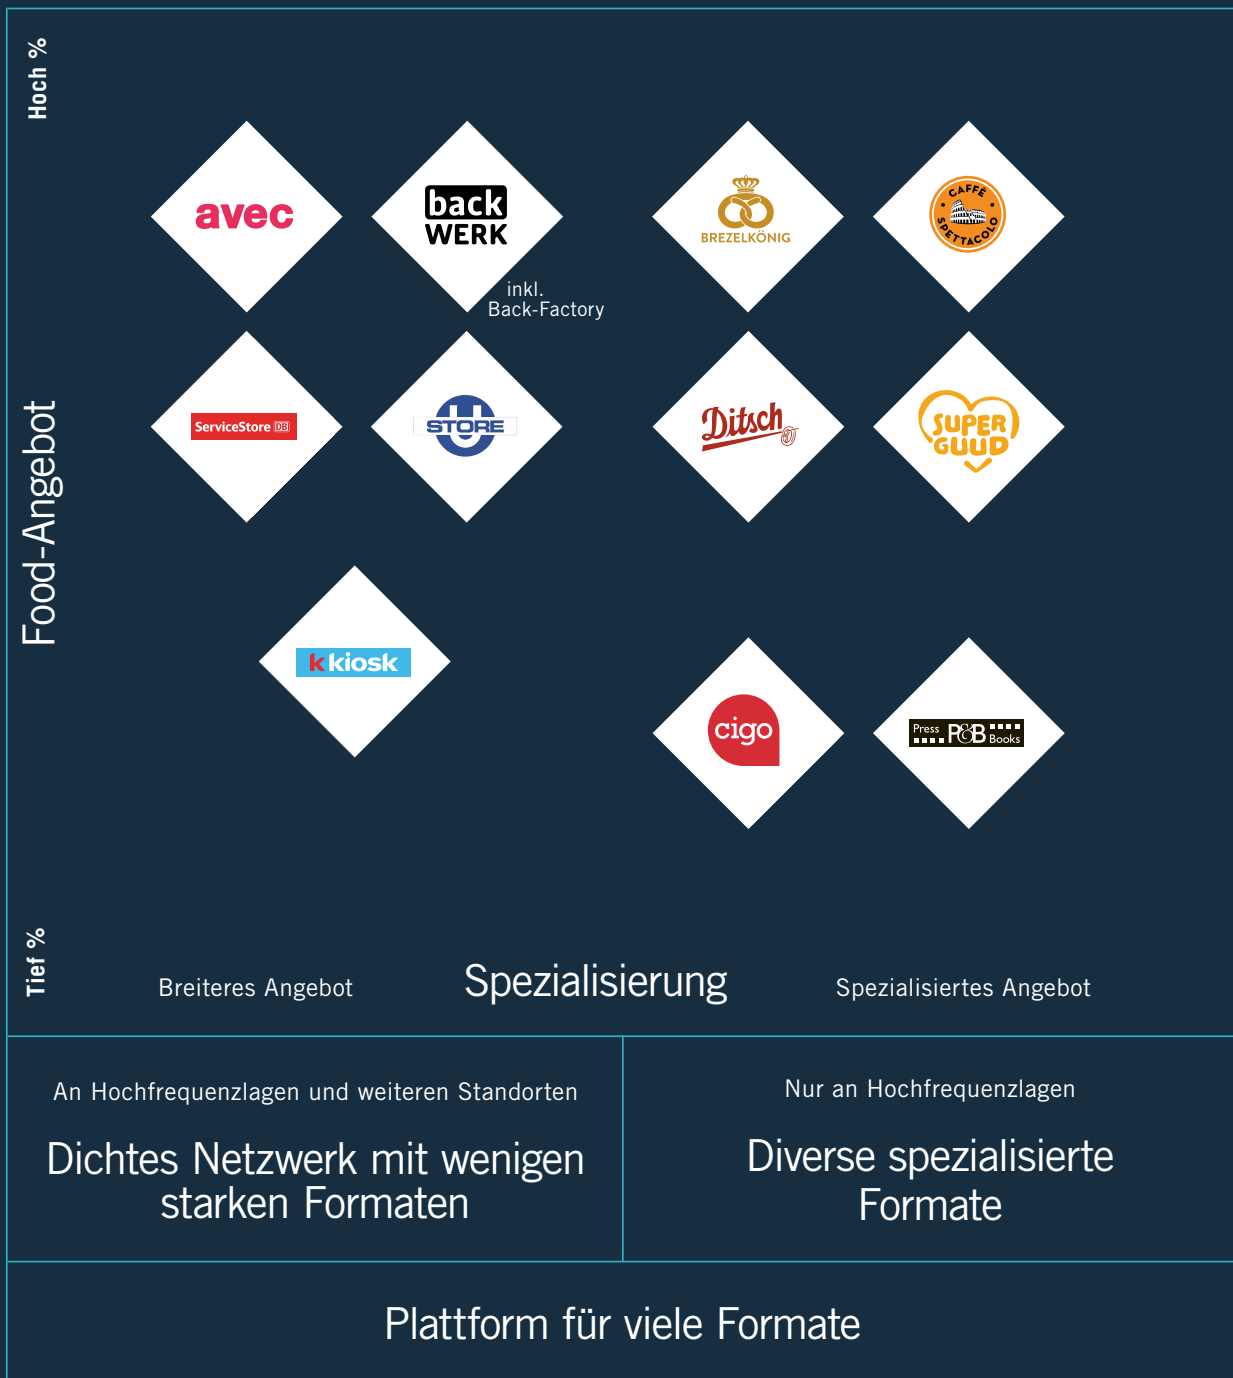 Hoch %
avec
back
WERK
inkl.
Back-Factory
BREZELKÖNIG
CAFFÈ
SPETTACOLO
ServiceStore DB
U
STORE
Ditsch
D
SUPER
GUUD
Food-Angebot
k kiosk
cigo
Press
P&B
Books
Tief %
Breiteres Angebot
Spezialisierung
Spezialisiertes Angebot
An Hochfrequenzlagen und weiteren Standorten
Dichtes Netzwerk mit wenigen
starken Formaten
Nur an Hochfrequenzlagen
Diverse spezialisierte
Formate
Plattform für viele Formate